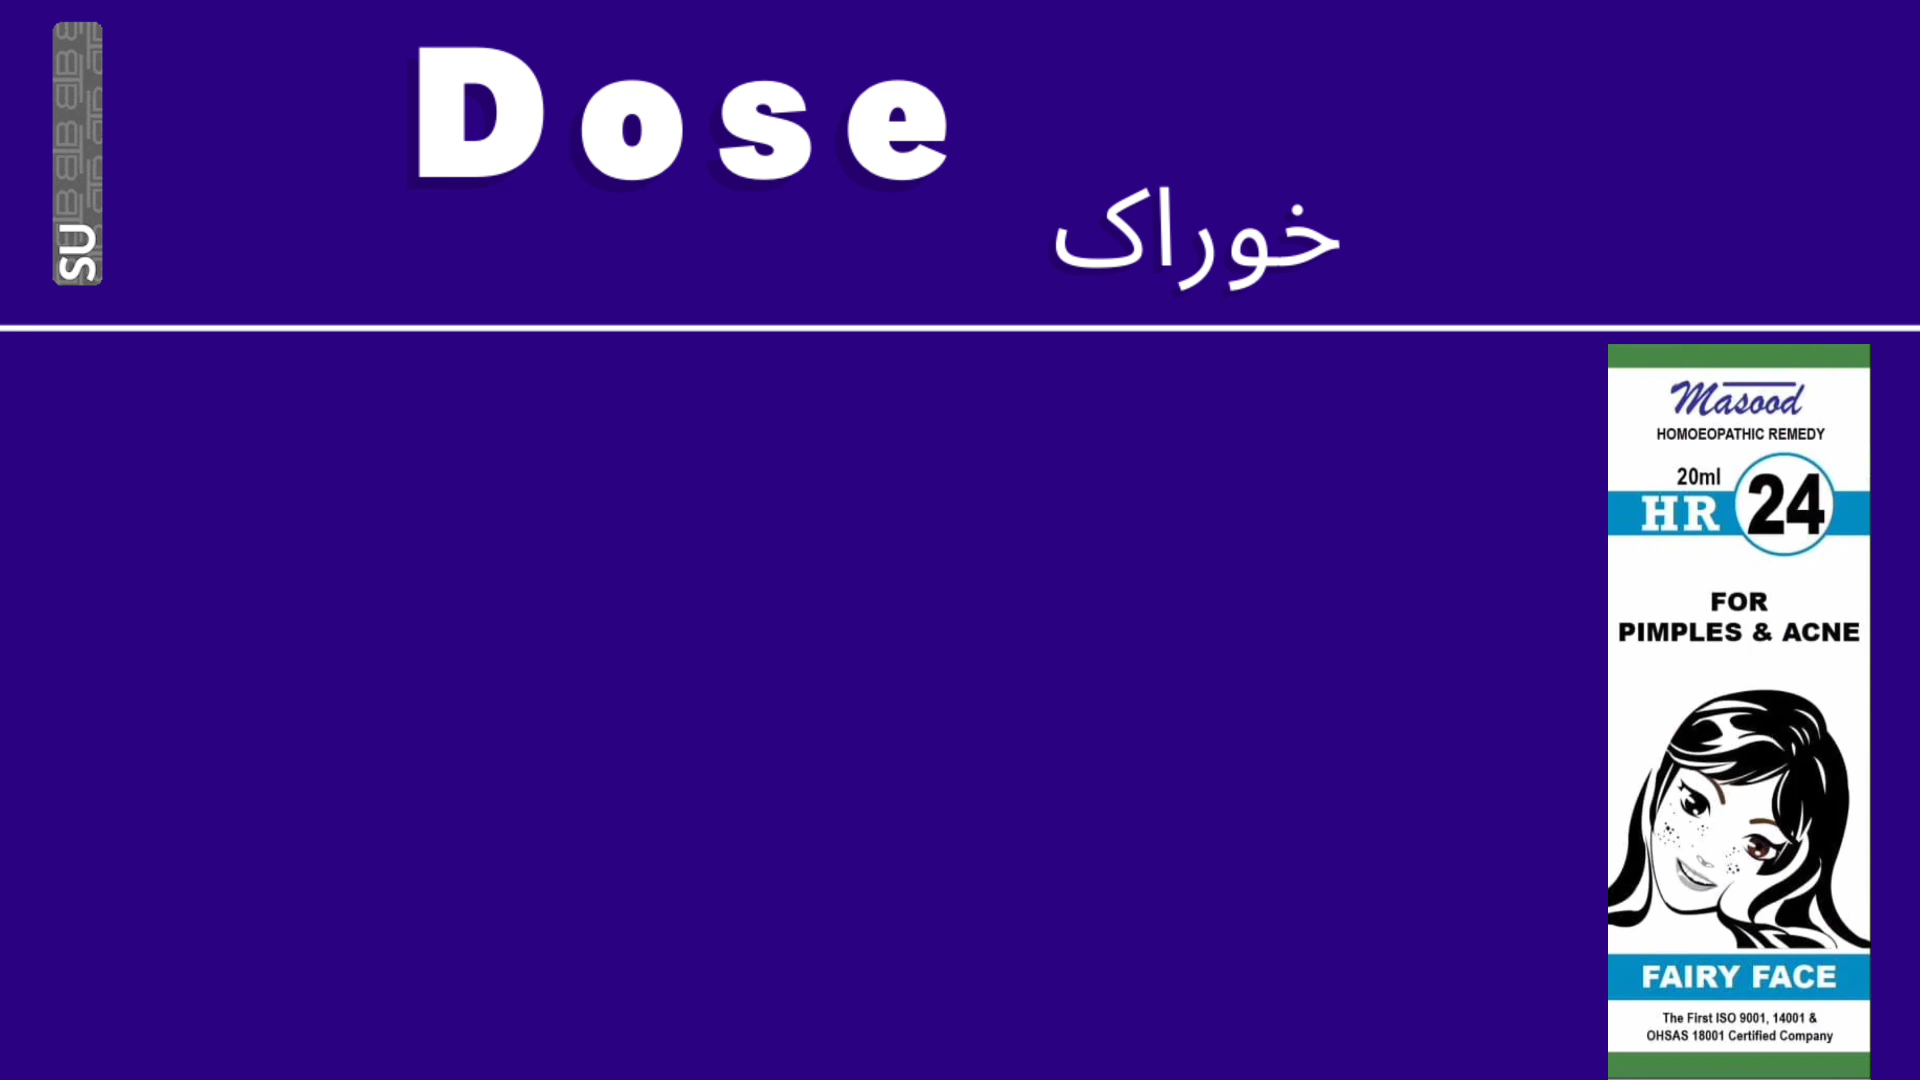 SU
Dose
خوراک
Masood
HOMOEOPATHIC REMEDY
20ml
HR 24
FOR
PIMPLES & ACNE
FAIRY FACE
The First ISO 9001, 14001 &
OHSAS 18001 Certified Company